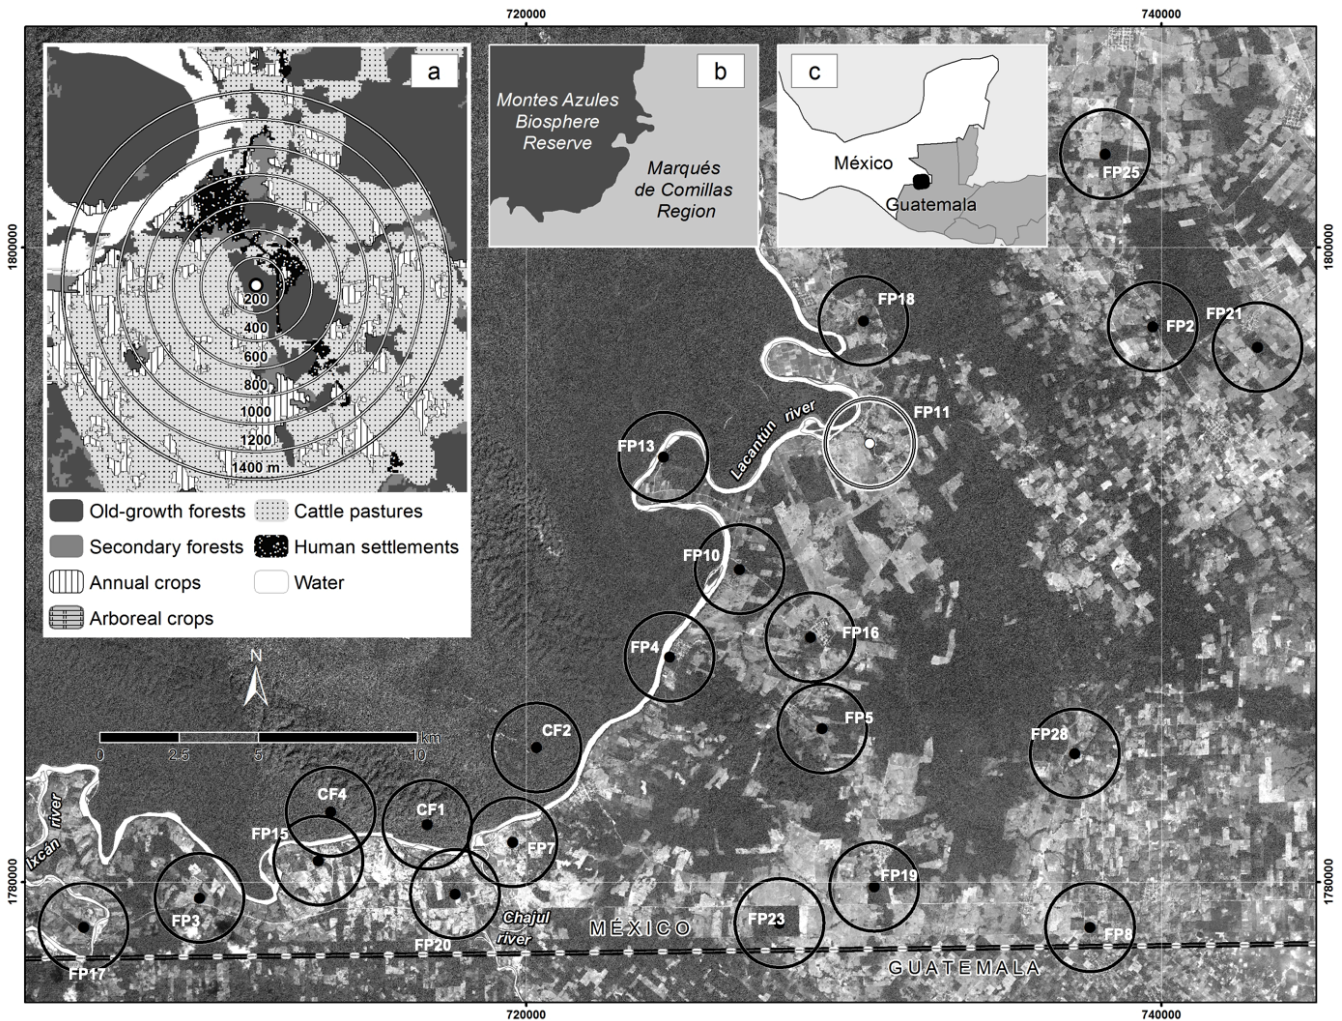 720000
740000
a
200
400
600
800
1000
1200
1400 m
Old-growth forests
Cattle pastures
Secondary forests
Human settlements
Annual crops
Water
Arboreal crops
b
Montes Azules
Biosphere
Reserve
Marqués
de Comillas
Region
c
México
Guatemala
1800000
1800000
FP25
FP18
FP2
FP21
FP11
FP13
Lacantún river
FP10
FP4
FP16
FP5
FP28
CF2
N
km
0
2.5
5
10
CF4
CF1
FP15
FP7
Ixcán river
FP3
FP17
FP20
Chajul
river
FP19
FP23
FP8
MÉXICO
GUATEMALA
1780000
1780000
720000
740000